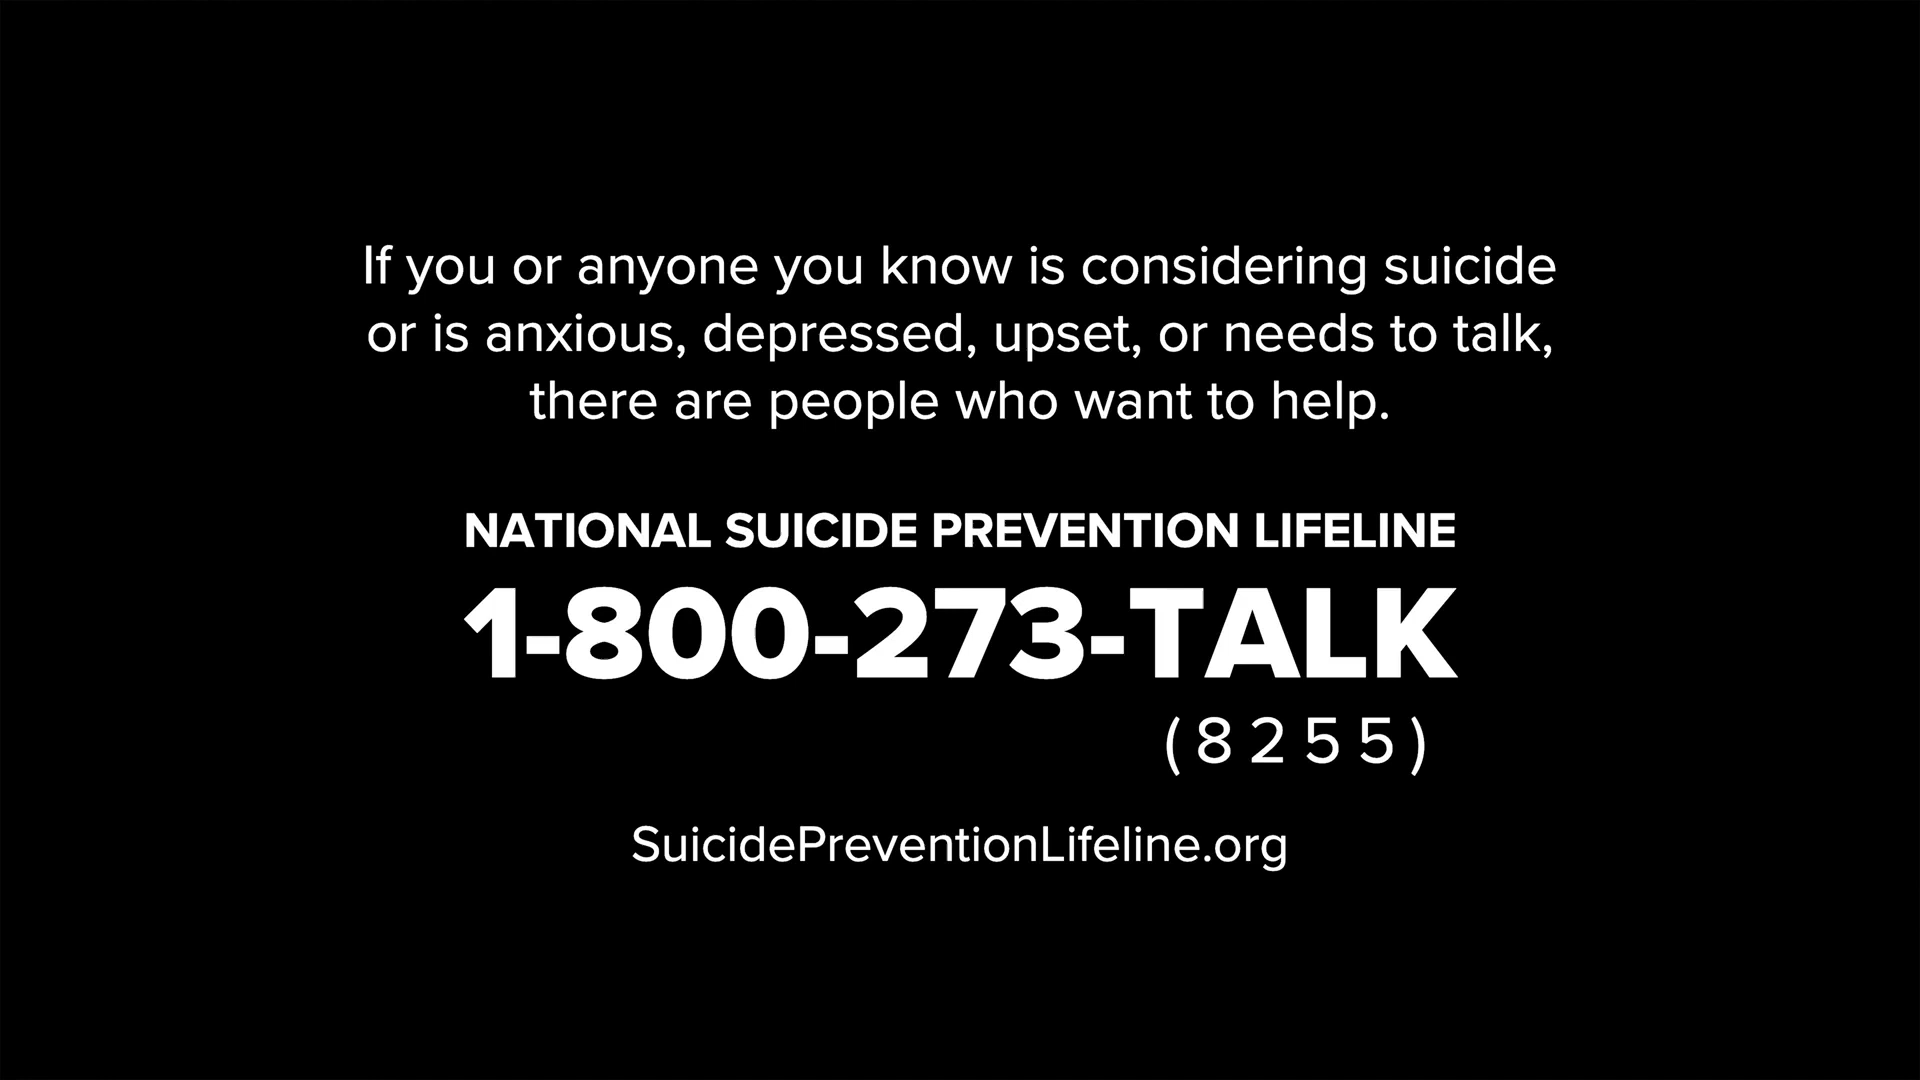 If you or anyone you know is considering suicide
or is anxious, depressed, upset, or needs to talk,
there are people who want to help.
NATIONAL SUICIDE PREVENTION LIFELINE
1-800-273-TALK
(8255)
SuicidePreventionLifeline.org